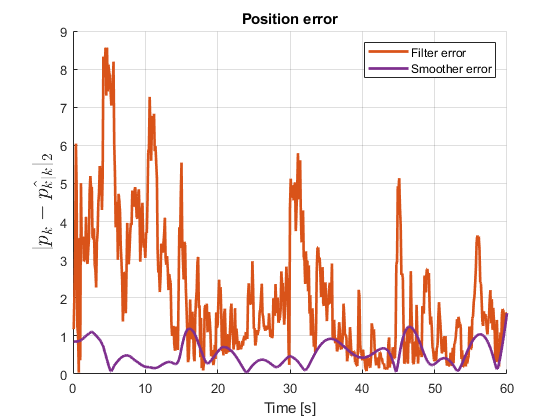 Position error
Filter error
Smoother error
|p_k − \hat{p}_{k|k}|_2
9
8
7
6
5
4
3
2
1
0
0 10 20 30 40 50 60
Time [s]